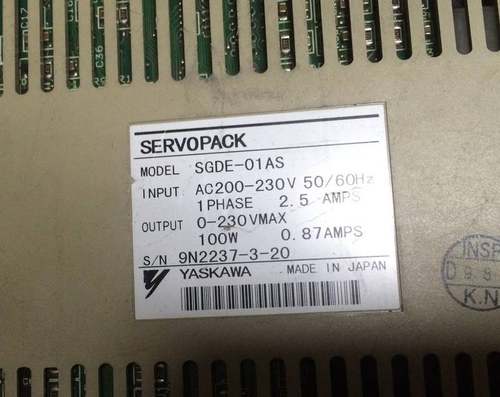 C36
SERVOPACK
MODEL SGDE-01AS
INPUT AC200-230V 50/60Hz
1PHASE 2.5 AMPS
OUTPUT 0-230VMAX
100W 0.87AMPS
S/N 9N2237-3-20
YASKAWA MADE IN JAPAN
K.N